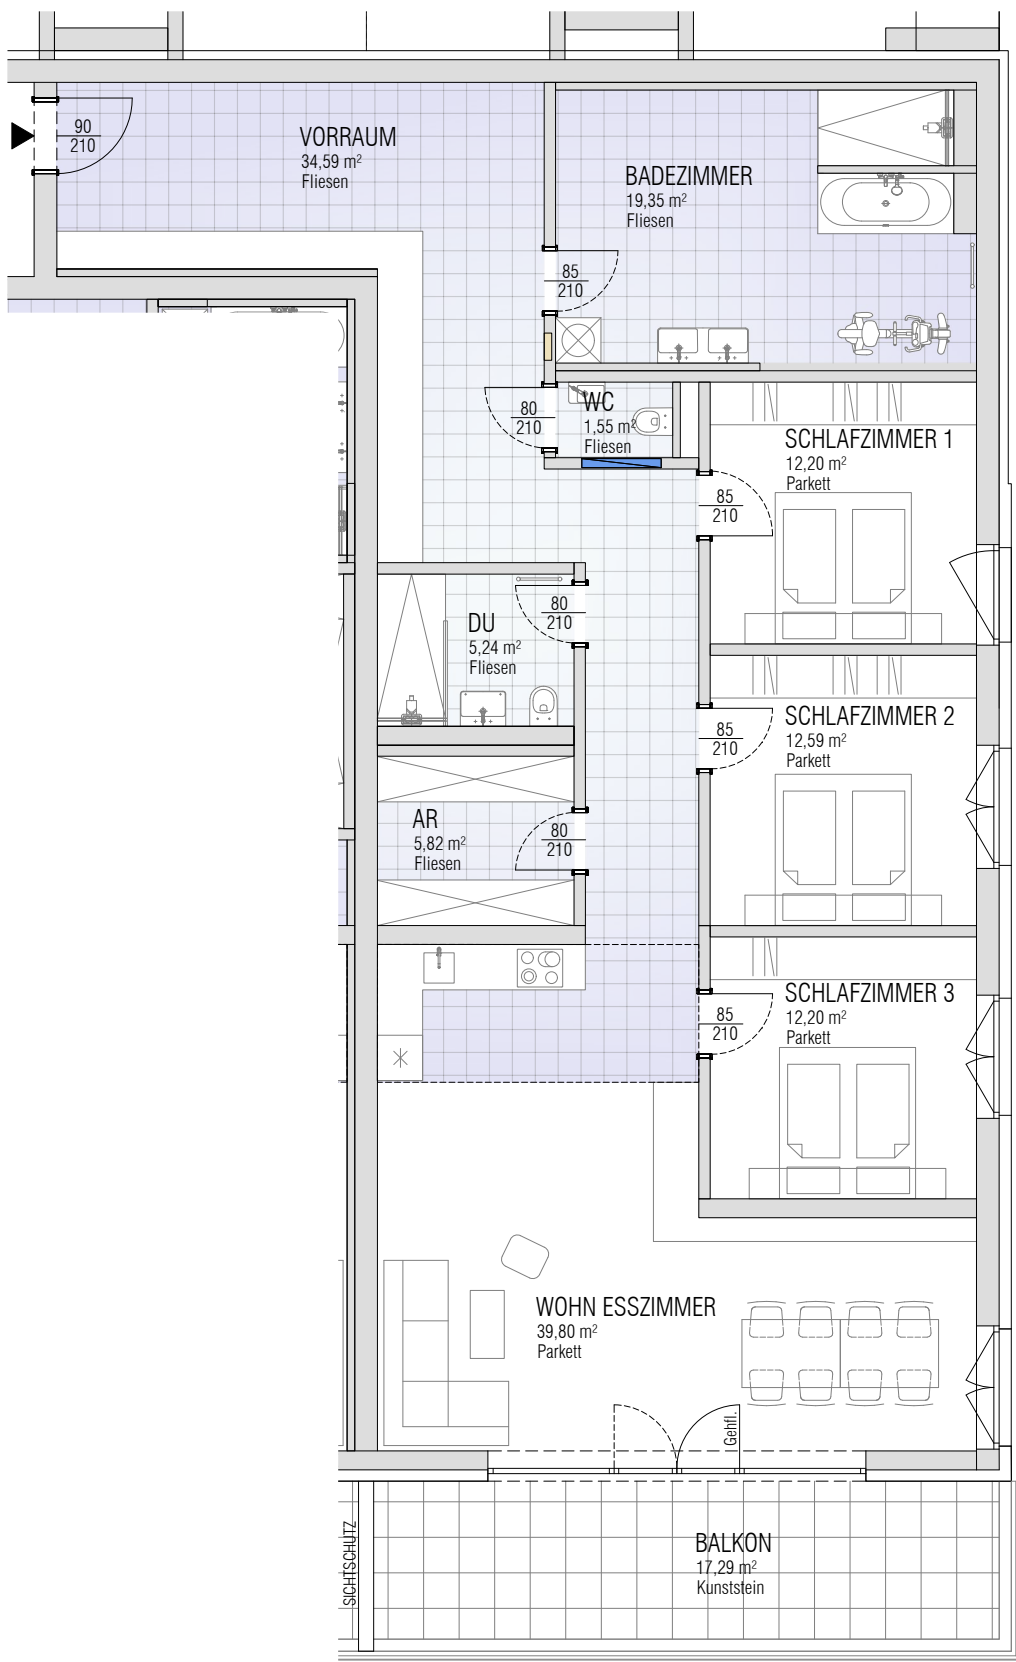 90
210
VORRAUM
34,59 m²
Fliesen
BADEZIMMER
19,35 m²
Fliesen
85
210
80
210
WC
1,55 m²
Fliesen
SCHLAFZIMMER 1
12,20 m²
Parkett
85
210
80
210
DU
5,24 m²
Fliesen
SCHLAFZIMMER 2
12,59 m²
Parkett
85
210
AR
5,82 m²
Fliesen
80
210
SCHLAFZIMMER 3
12,20 m²
Parkett
85
210
WOHN ESSZIMMER
39,80 m²
Parkett
Gehfl.
SICHTSCHUTZ
BALKON
17,29 m²
Kunststein